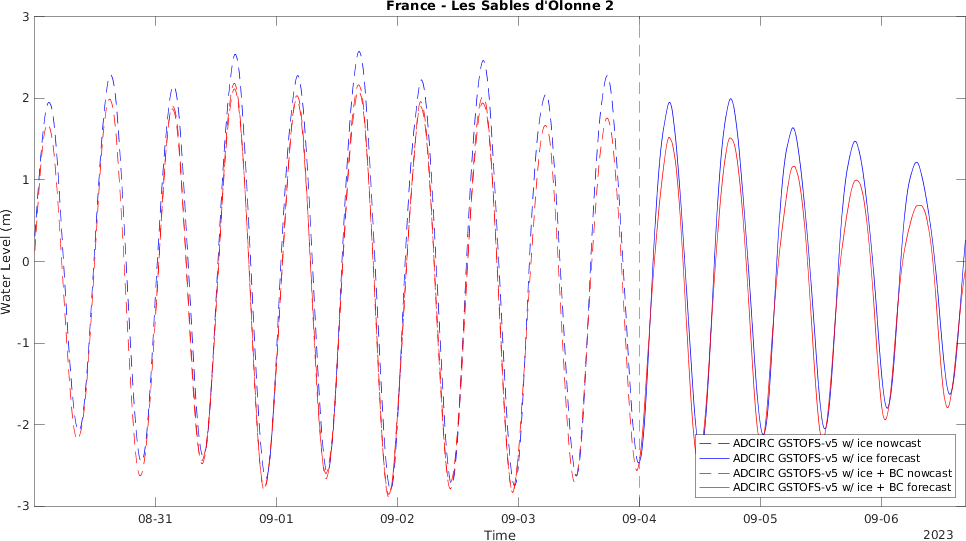 France - Les Sables d'Olonne 2
3
2
1
0
-1
-2
-3
Water Level (m)
08-31
09-01
09-02
09-03
09-04
09-05
09-06
Time
2023
ADCIRC GSTOFS-v5 w/ ice nowcast
ADCIRC GSTOFS-v5 w/ ice forecast
ADCIRC GSTOFS-v5 w/ ice + BC nowcast
ADCIRC GSTOFS-v5 w/ ice + BC forecast